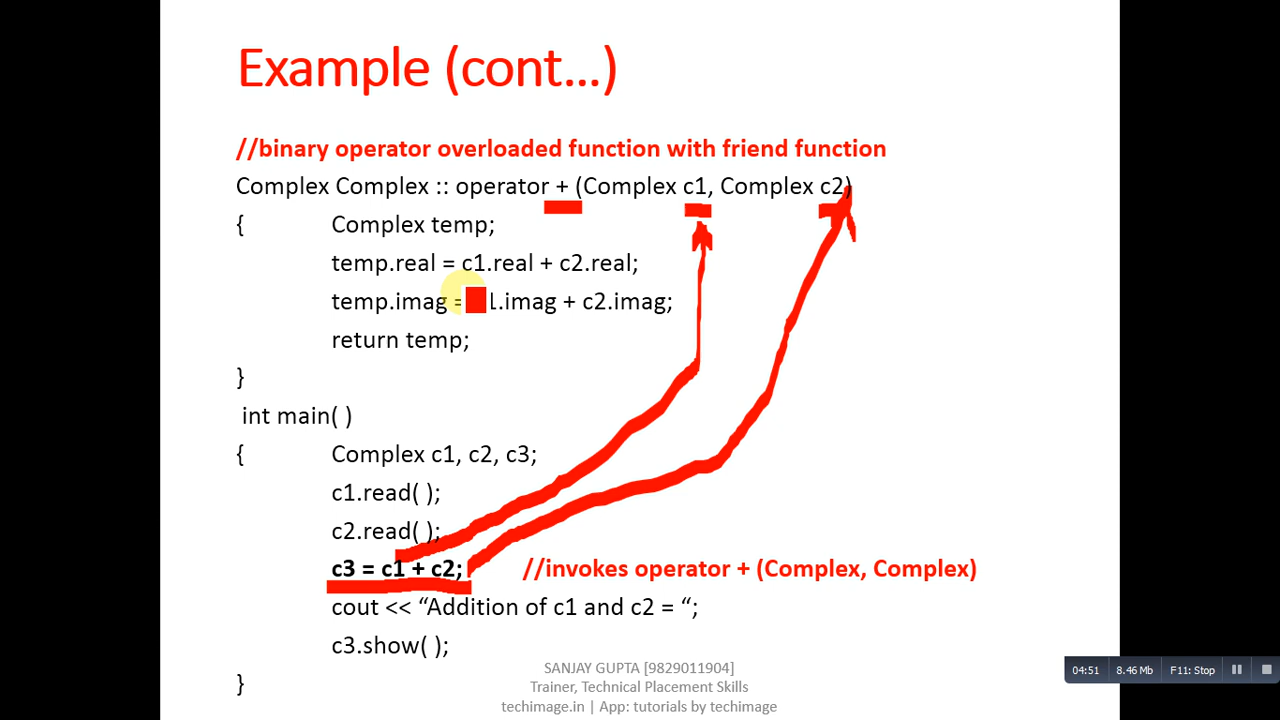 Example (cont...)
//binary operator overloaded function with friend function
Complex Complex :: operator + (Complex c1, Complex c2)
{ Complex temp;
temp.real = c1.real + c2.real;
temp.imag = .imag + c2.imag;
return temp;
}
int main( )
{ Complex c1, c2, c3;
c1.read( );
c2.read( );
c3 = c1 + c2; //invokes operator + (Complex, Complex)
cout << “Addition of c1 and c2 = “;
c3.show( );
}
SANJAY GUPTA [9829011904]
Trainer, Technical Placement Skills
techimage.in | App: tutorials by techimage
04:51 8.46 Mb F11: Stop